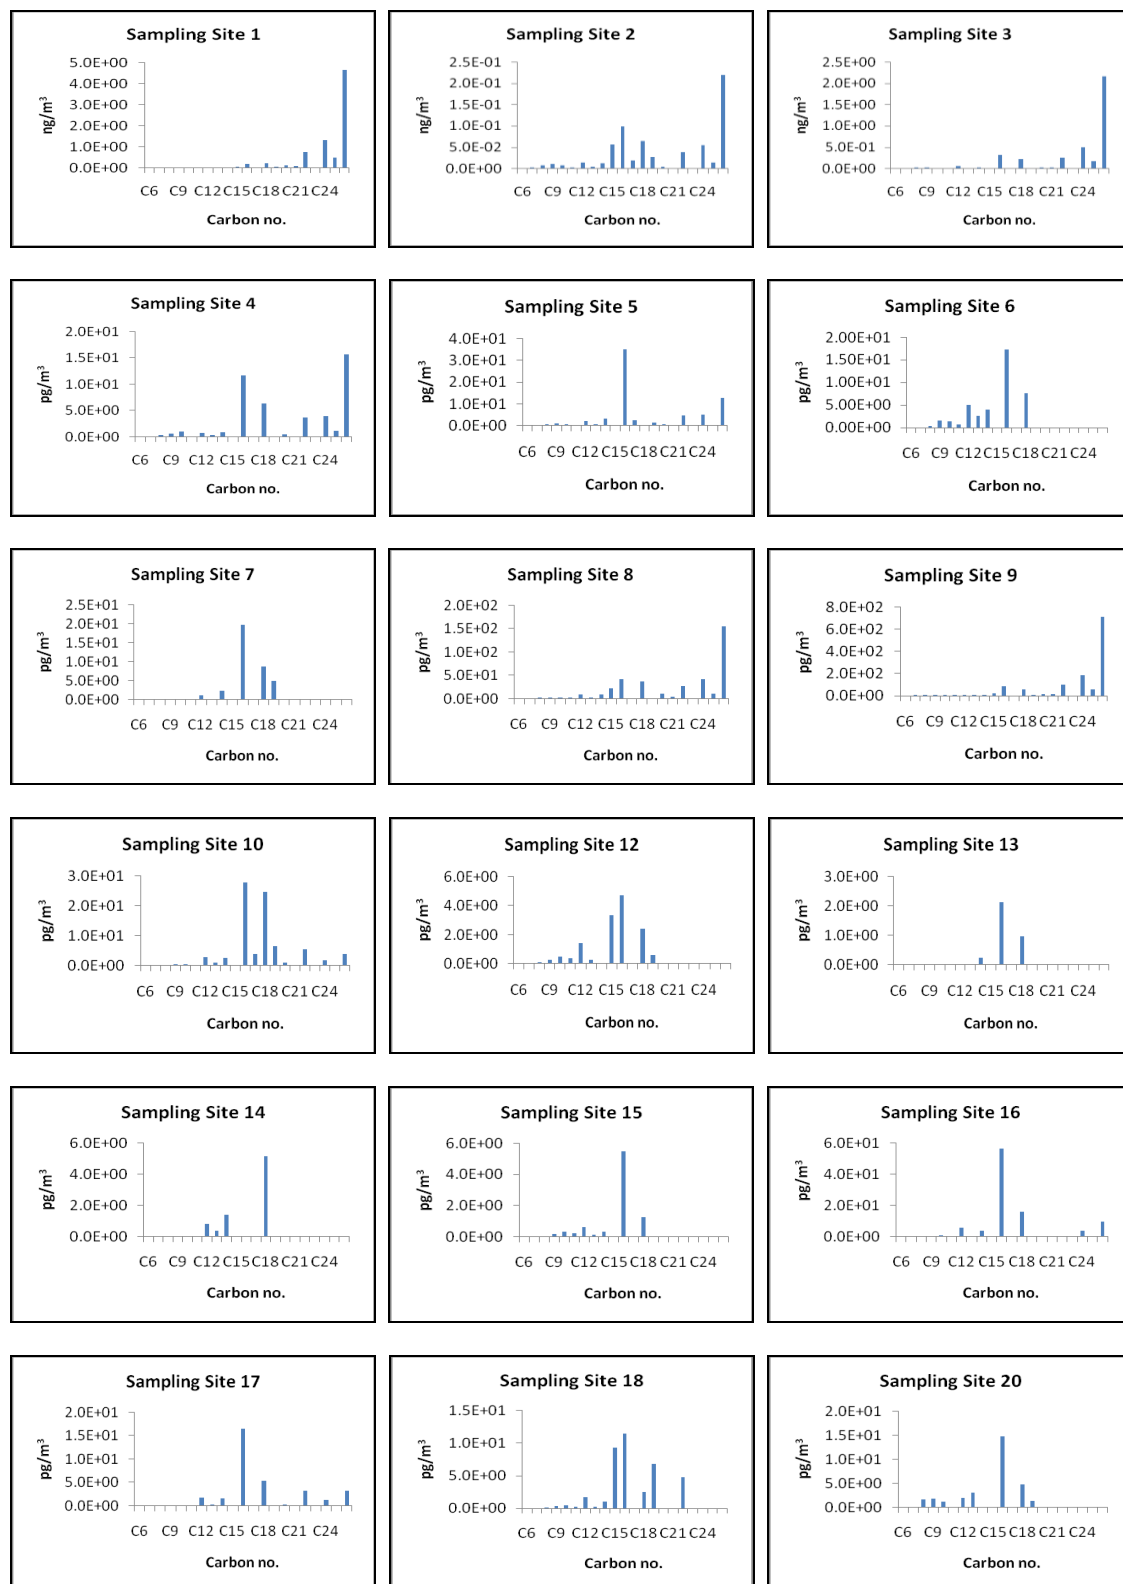 Sampling Site 1
ng/m³
5.0E+00
4.0E+00
3.0E+00
2.0E+00
1.0E+00
0.0E+00
C6 C9 C12 C15 C18 C21 C24
Carbon no.
Sampling Site 2
ng/m³
2.5E-01
2.0E-01
1.5E-01
1.0E-01
5.0E-02
0.0E+00
C6 C9 C12 C15 C18 C21 C24
Carbon no.
Sampling Site 3
ng/m³
2.5E+00
2.0E+00
1.5E+00
1.0E+00
5.0E-01
0.0E+00
C6 C9 C12 C15 C18 C21 C24
Carbon no.
Sampling Site 4
pg/m³
2.0E+01
1.5E+01
1.0E+01
5.0E+00
0.0E+00
C6 C9 C12 C15 C18 C21 C24
Carbon no.
Sampling Site 5
pg/m³
4.0E+01
3.0E+01
2.0E+01
1.0E+01
0.0E+00
C6 C9 C12 C15 C18 C21 C24
Carbon no.
Sampling Site 6
pg/m³
2.00E+01
1.50E+01
1.00E+01
5.00E+00
0.00E+00
C6 C9 C12 C15 C18 C21 C24
Carbon no.
Sampling Site 7
pg/m³
2.5E+01
2.0E+01
1.5E+01
1.0E+01
5.0E+00
0.0E+00
C6 C9 C12 C15 C18 C21 C24
Carbon no.
Sampling Site 8
pg/m³
2.0E+02
1.5E+02
1.0E+02
5.0E+01
0.0E+00
C6 C9 C12 C15 C18 C21 C24
Carbon no.
Sampling Site 9
pg/m³
8.0E+02
6.0E+02
4.0E+02
2.0E+02
0.0E+00
C6 C9 C12 C15 C18 C21 C24
Carbon no.
Sampling Site 10
pg/m³
3.0E+01
2.0E+01
1.0E+01
0.0E+00
C6 C9 C12 C15 C18 C21 C24
Carbon no.
Sampling Site 12
pg/m³
6.0E+00
4.0E+00
2.0E+00
0.0E+00
C6 C9 C12 C15 C18 C21 C24
Carbon no.
Sampling Site 13
pg/m³
3.0E+00
2.0E+00
1.0E+00
0.0E+00
C6 C9 C12 C15 C18 C21 C24
Carbon no.
Sampling Site 14
pg/m³
6.0E+00
4.0E+00
2.0E+00
0.0E+00
C6 C9 C12 C15 C18 C21 C24
Carbon no.
Sampling Site 15
pg/m³
6.0E+00
4.0E+00
2.0E+00
0.0E+00
C6 C9 C12 C15 C18 C21 C24
Carbon no.
Sampling Site 16
pg/m³
6.0E+01
4.0E+01
2.0E+01
0.0E+00
C6 C9 C12 C15 C18 C21 C24
Carbon no.
Sampling Site 17
pg/m³
2.0E+01
1.5E+01
1.0E+01
5.0E+00
0.0E+00
C6 C9 C12 C15 C18 C21 C24
Carbon no.
Sampling Site 18
pg/m³
1.5E+01
1.0E+01
5.0E+00
0.0E+00
C6 C9 C12 C15 C18 C21 C24
Carbon no.
Sampling Site 20
pg/m³
2.0E+01
1.5E+01
1.0E+01
5.0E+00
0.0E+00
C6 C9 C12 C15 C18 C21 C24
Carbon no.